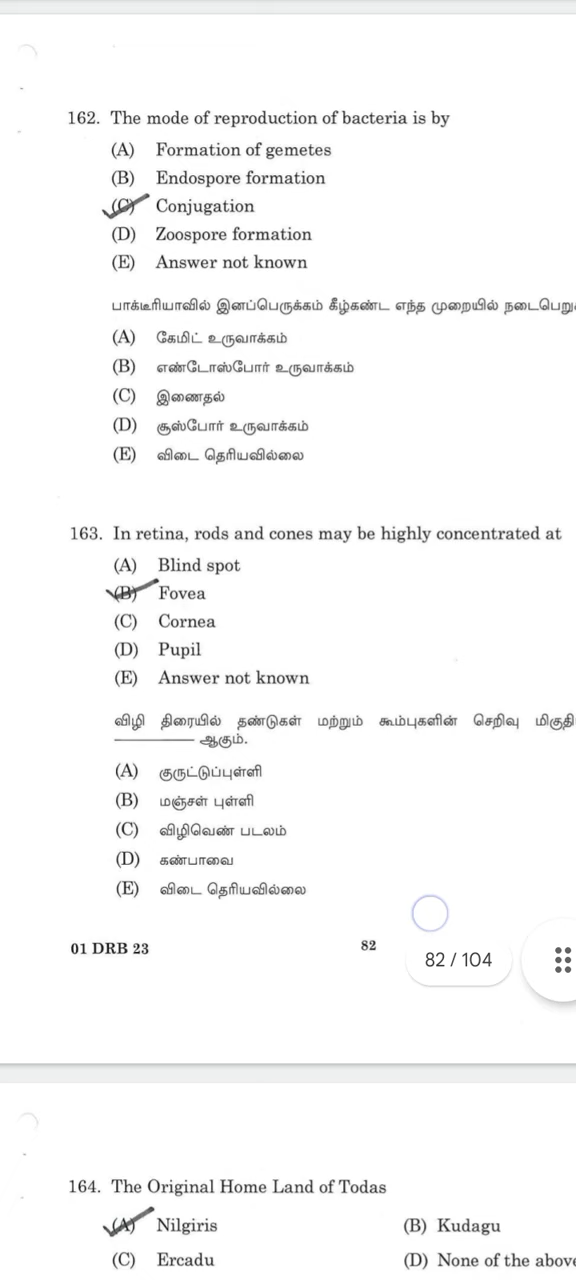 162. The mode of reproduction of bacteria is by
(A) Formation of gemetes
(B) Endospore formation
(C) Conjugation
(D) Zoospore formation
(E) Answer not known
பாக்டீரியாவில் இனப்பெருக்கம் கீழ்கண்ட எந்த முறையில்
(A) கேமிட் உருவாக்கம்
(B) எண்டோஸ்போர் உருவாக்கம்
(C) இணைதல்
(D) சூஸ்போர் உருவாக்கம்
(E) விடை தெரியவில்லை
163. In retina, rods and cones may be highly concentrated at
(A) Blind spot
(B) Fovea
(C) Cornea
(D) Pupil
(E) Answer not known
விழி திரையில் தண்டுகள் மற்றும் கூம்புகளின் செறிவு மிகுதி
ஆகும்.
(A) குருட்டுப்புள்ளி
(B) மஞ்சள் புள்ளி
(C) விழிவெண் படலம்
(D) கண்பாவை
(E) விடை தெரியவில்லை
01 DRB 23 82
82 / 104
164. The Original Home Land of Todas
(A) Nilgiris (B) Kudagu
(C) Ercadu (D) None of the above